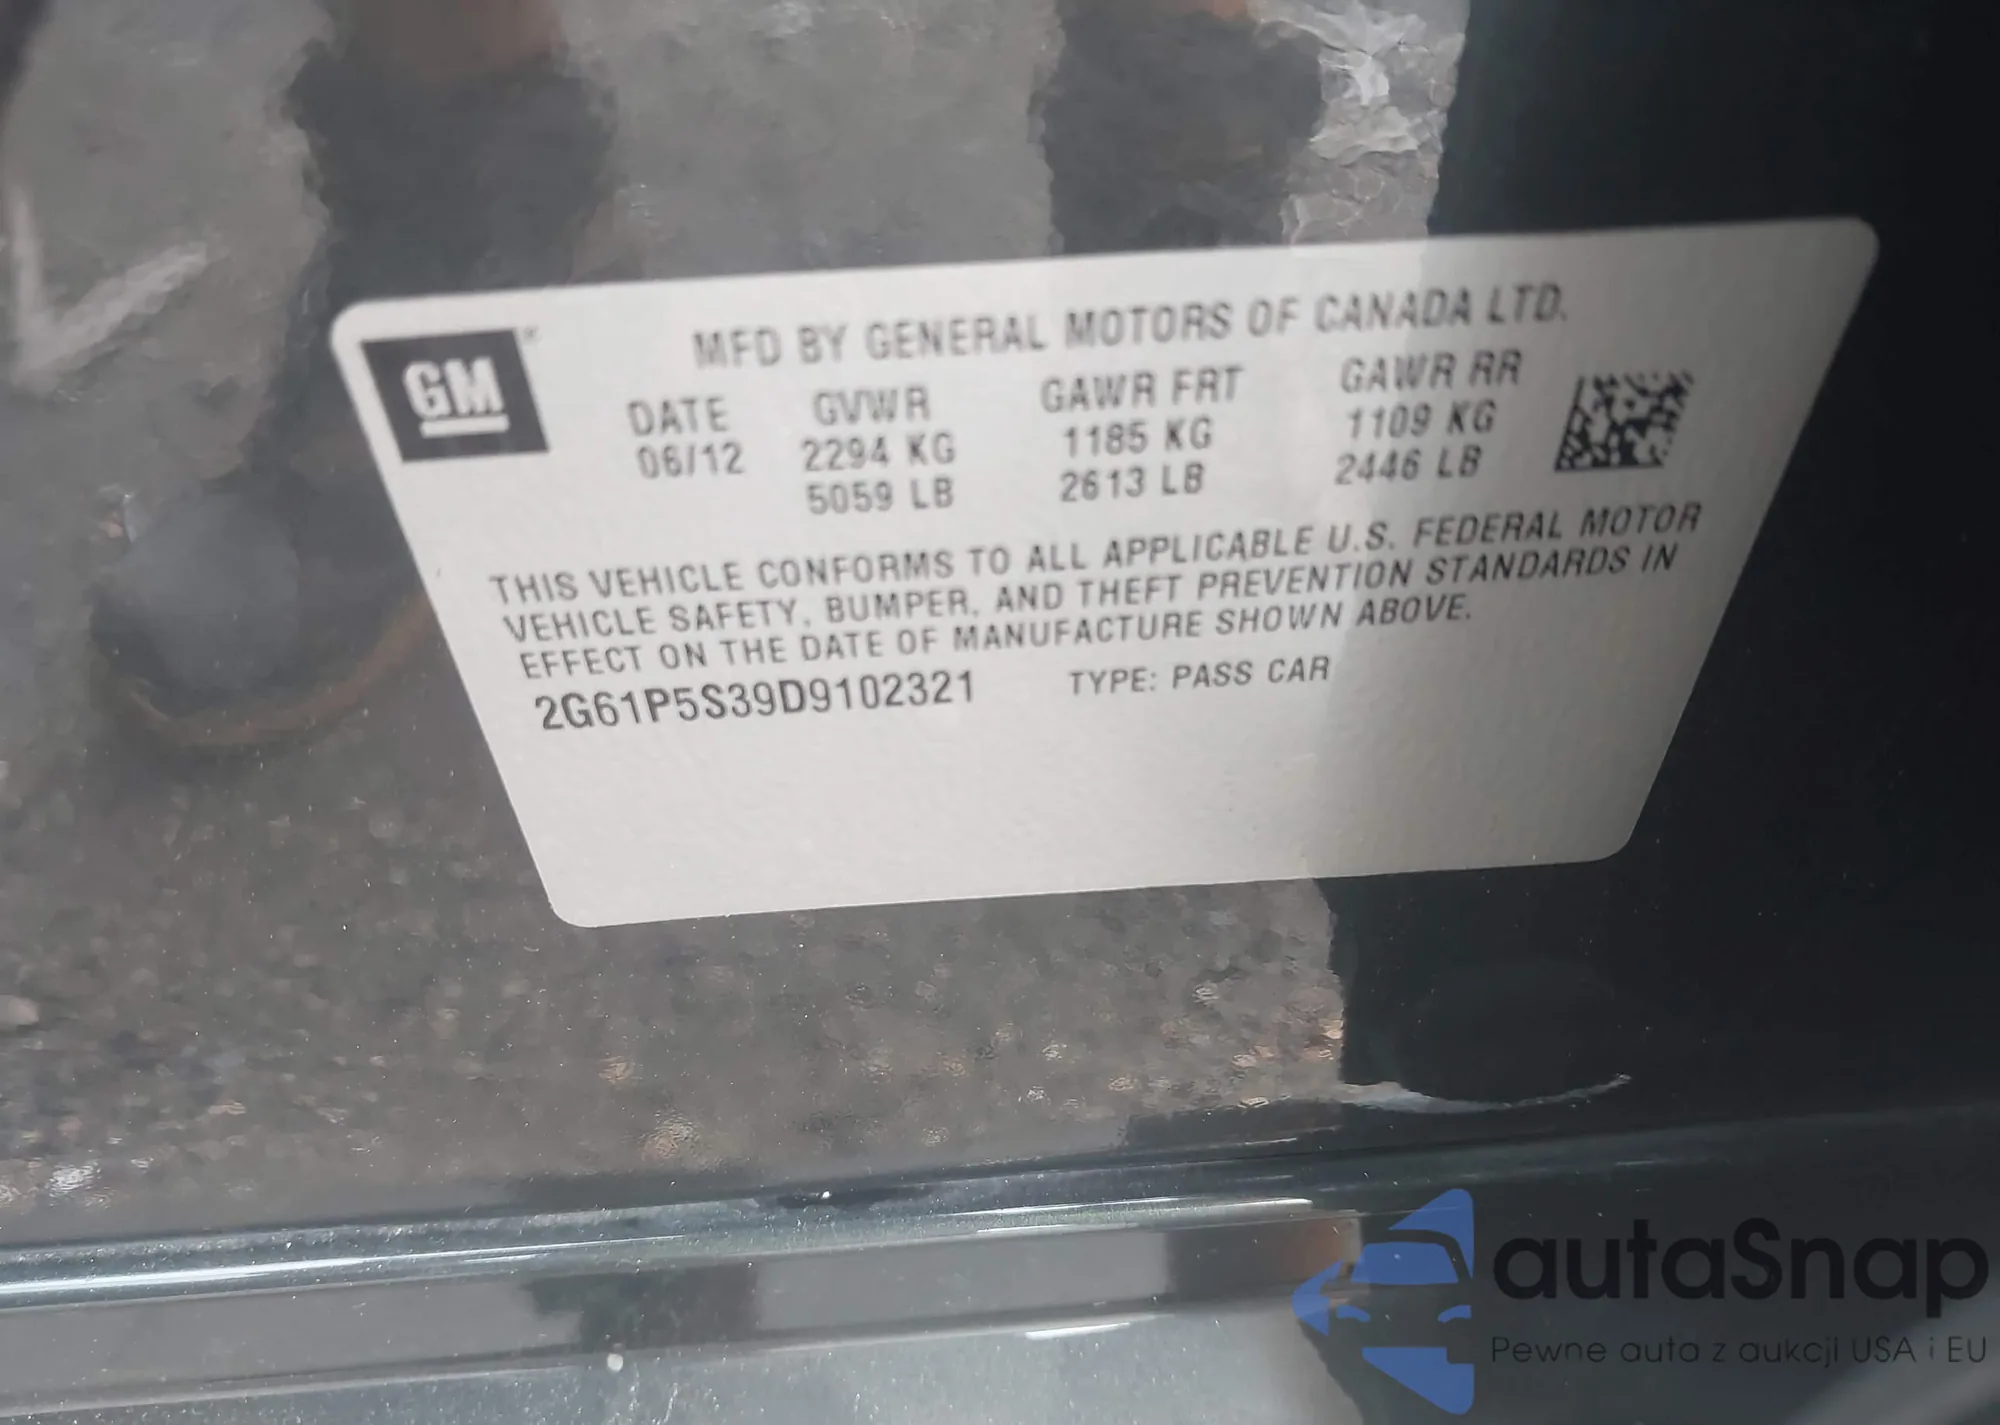 GM
MFD BY GENERAL MOTORS OF CANADA LTD.
DATE GVWR GAWR FRT GAWR RR
06/12 2294 KG 1185 KG 1109 KG
5059 LB 2613 LB 2446 LB
THIS VEHICLE CONFORMS TO ALL APPLICABLE U.S. FEDERAL MOTOR
VEHICLE SAFETY, BUMPER, AND THEFT PREVENTION STANDARDS IN
EFFECT ON THE DATE OF MANUFACTURE SHOWN ABOVE.
2G61P5S39D9102321 TYPE: PASS CAR
autaSnap
Pewne auta z aukcji USA i EU